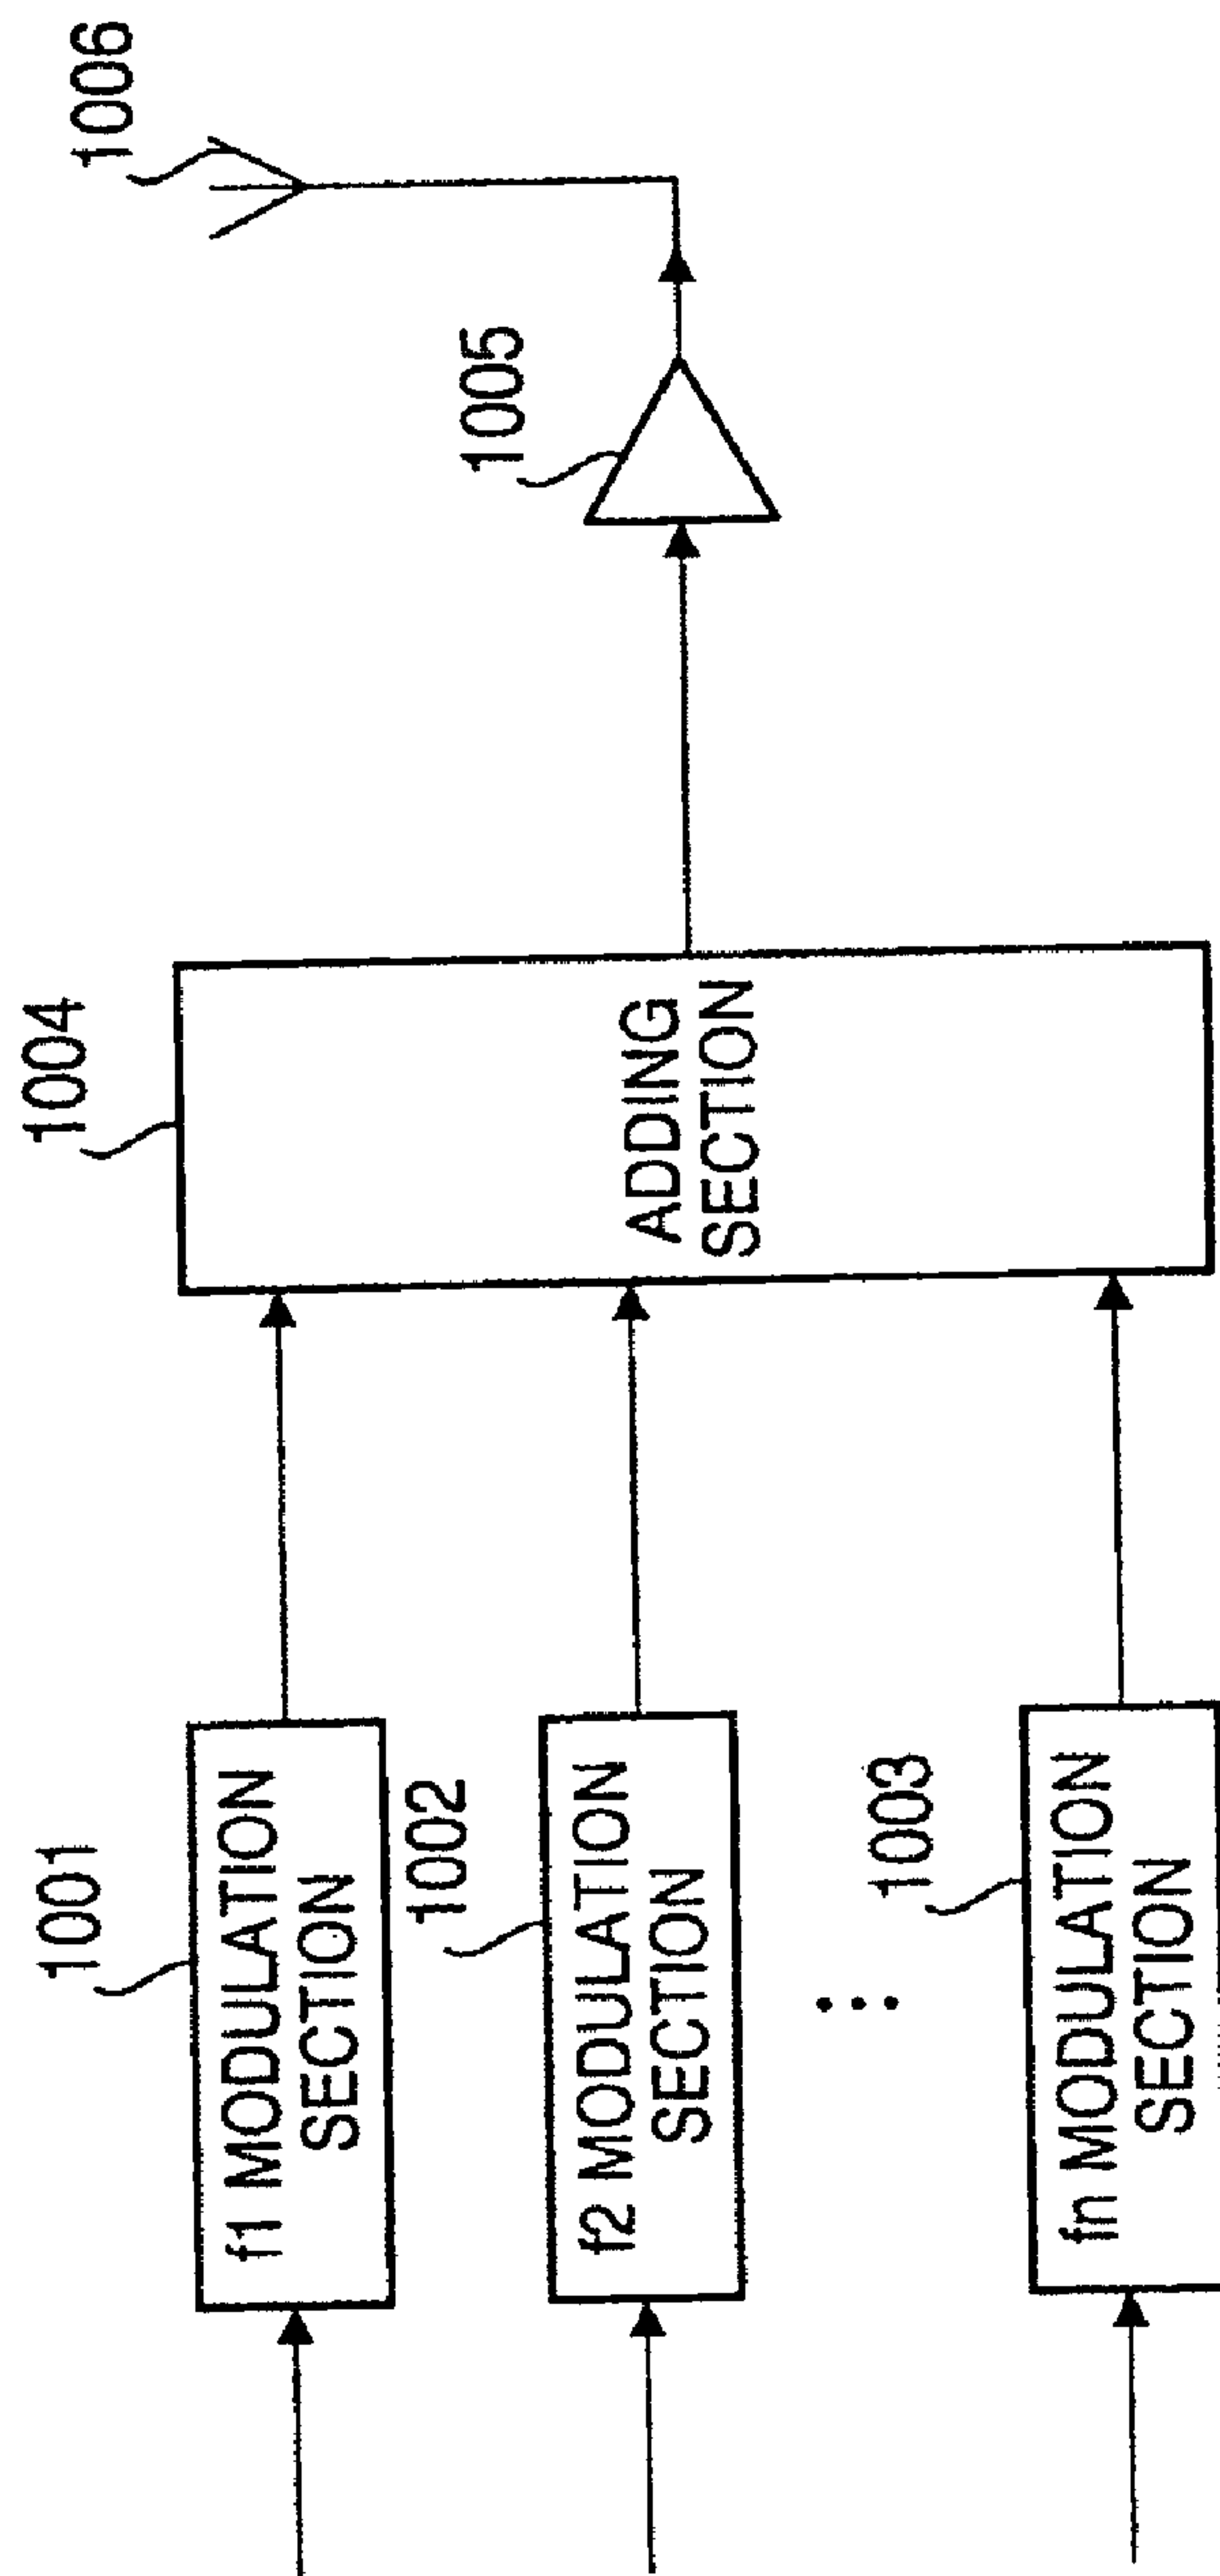 1001
f1 MODULATION
SECTION
1002
f2 MODULATION
SECTION
...
1003
fn MODULATION
SECTION
1004
ADDING
SECTION
1005
1006